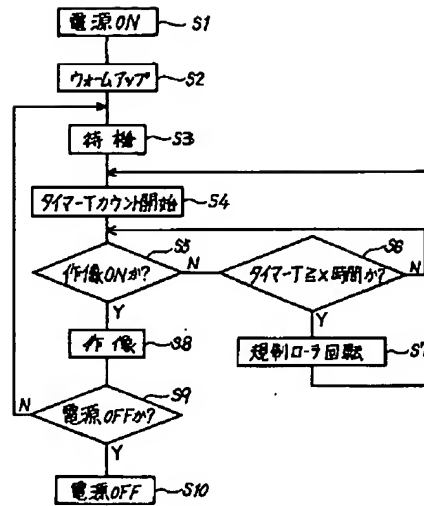 電源ON S1
ウォームアップ S2
待機 S3
タイマーTカウント開始 S4
作像ONか? S5
N
タイマーT≧X時間か? S6
N
Y
Y
作像 S8
規制ローラ回転 S7
電源OFFか? S9
N
Y
電源OFF S10